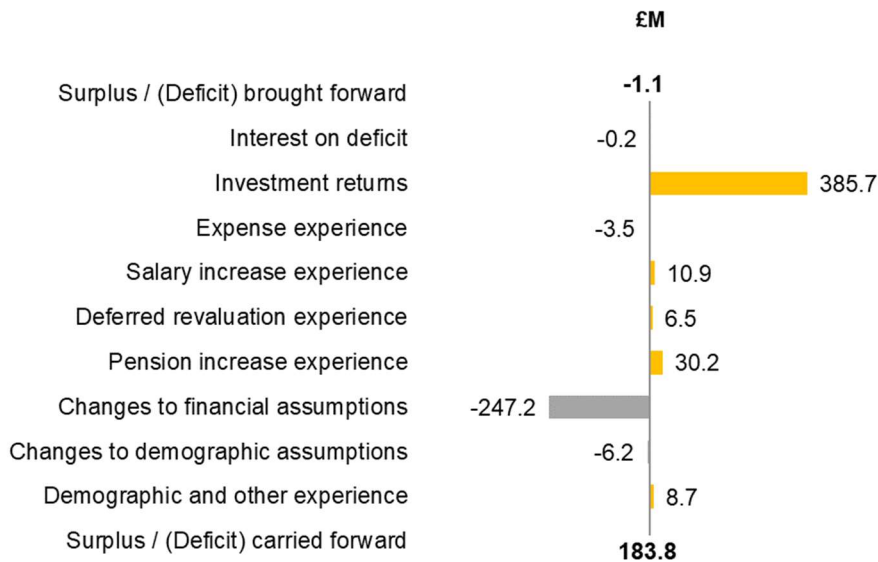 £M
Surplus / (Deficit) brought forward -1.1
Interest on deficit -0.2
Investment returns 385.7
Expense experience -3.5
Salary increase experience 10.9
Deferred revaluation experience 6.5
Pension increase experience 30.2
Changes to financial assumptions -247.2
Changes to demographic assumptions -6.2
Demographic and other experience 8.7
Surplus / (Deficit) carried forward 183.8